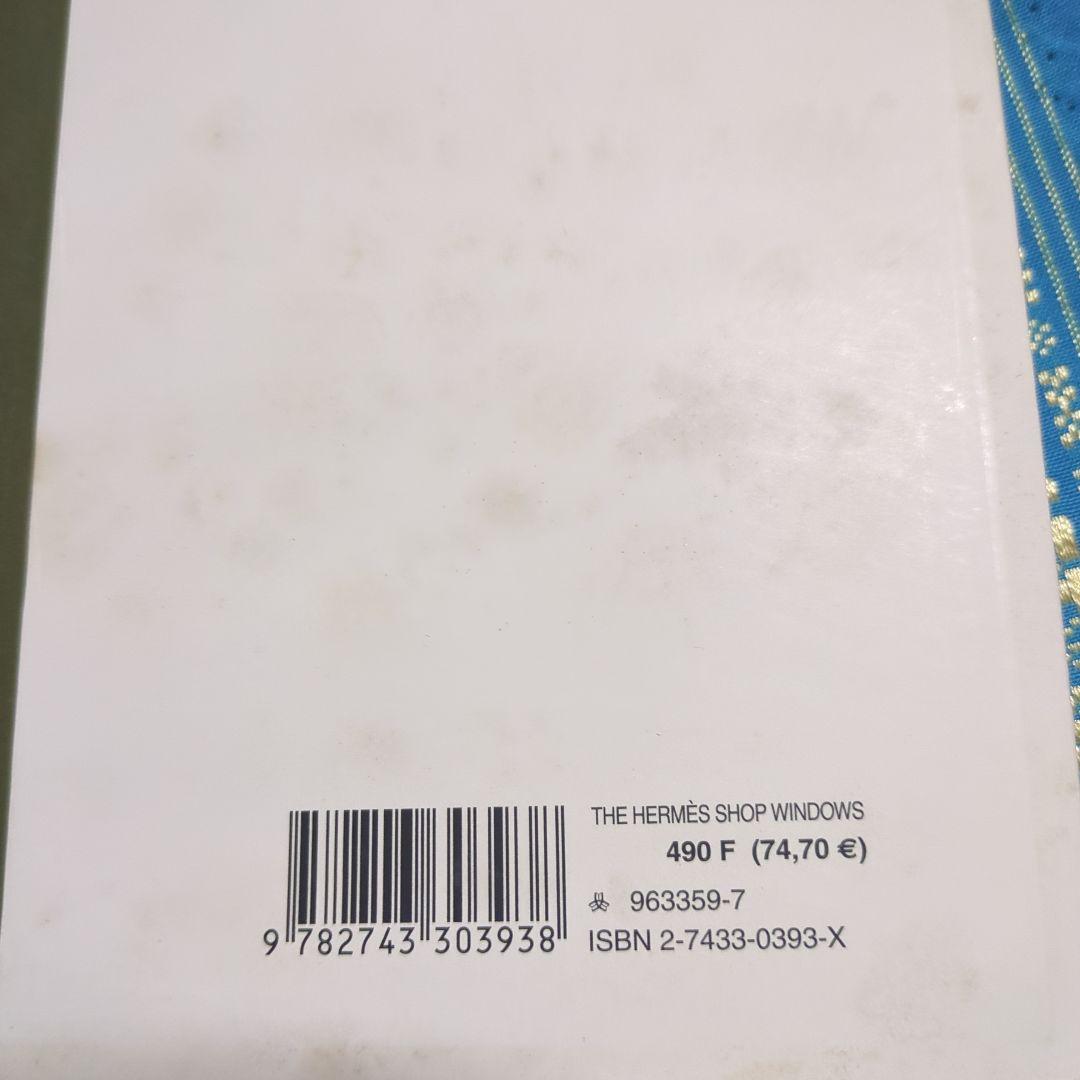 THE HERMÈS SHOP WINDOWS
490 F (74,70 €)
963359-7
ISBN 2-7433-0393-X
9 782743 303938